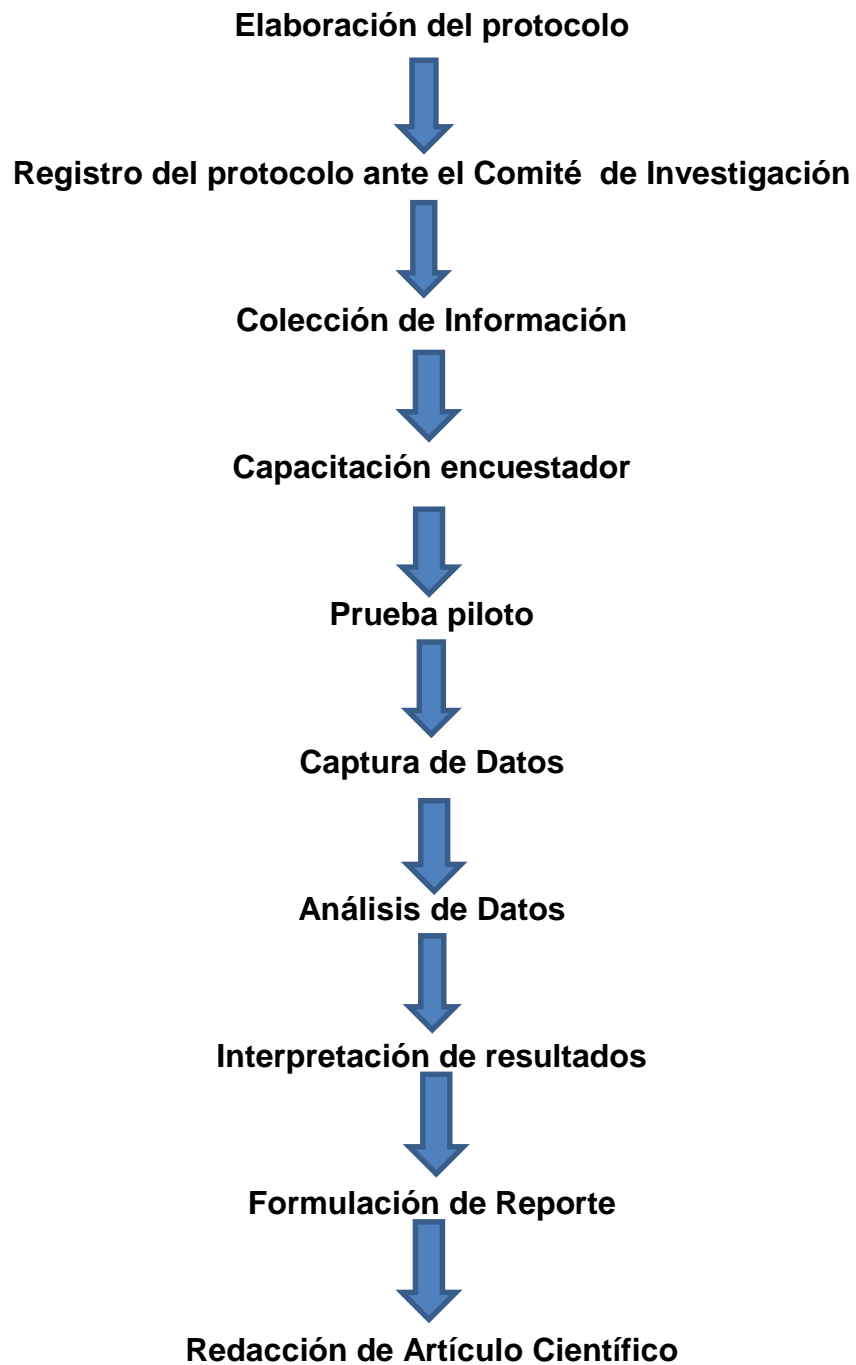 Elaboración del protocolo
Registro del protocolo ante el Comité  de Investigación
Colección de Información
Capacitación encuestador
Prueba piloto
Captura de Datos
Análisis de Datos
Interpretación de resultados
Formulación de Reporte
Redacción de Artículo Científico